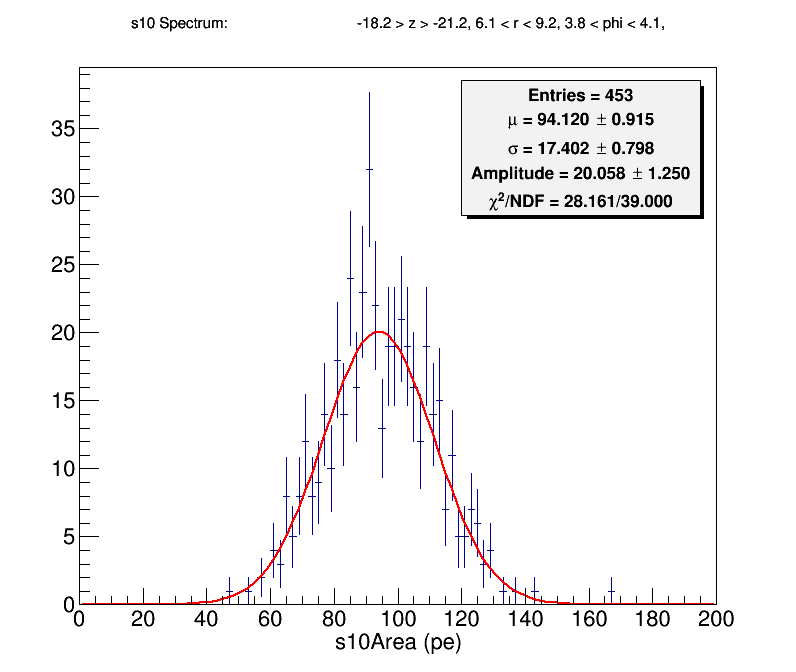 s10 Spectrum: -18.2 > z > -21.2, 6.1 < r < 9.2, 3.8 < phi < 4.1,
Entries = 453
μ = 94.120 ± 0.915
σ = 17.402 ± 0.798
Amplitude = 20.058 ± 1.250
χ²/NDF = 28.161/39.000
35
30
25
20
15
10
5
0
0 20 40 60 80 100 120 140 160 180 200
s10Area (pe)